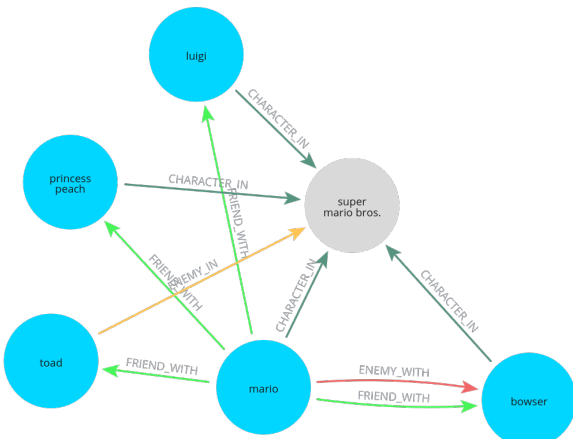 luigi
CHARACTER_IN
princess
peach
CHARACTER_IN
FRIEND_WITH
super
mario bros.
FRIEND_WITH
ENEMY_IN
CHARACTER_IN
CHARACTER_IN
toad
FRIEND_WITH
mario
ENEMY_WITH
FRIEND_WITH
bowser